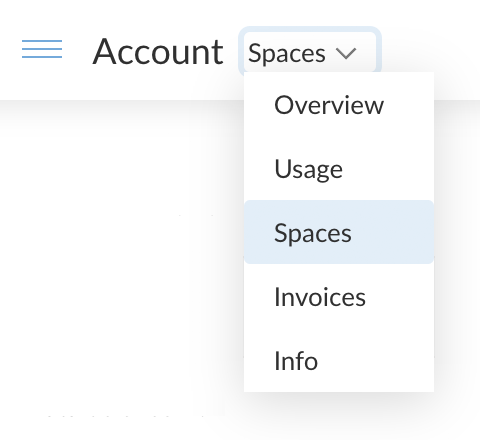 Account Spaces
Overview
Usage
Spaces
Invoices
Info